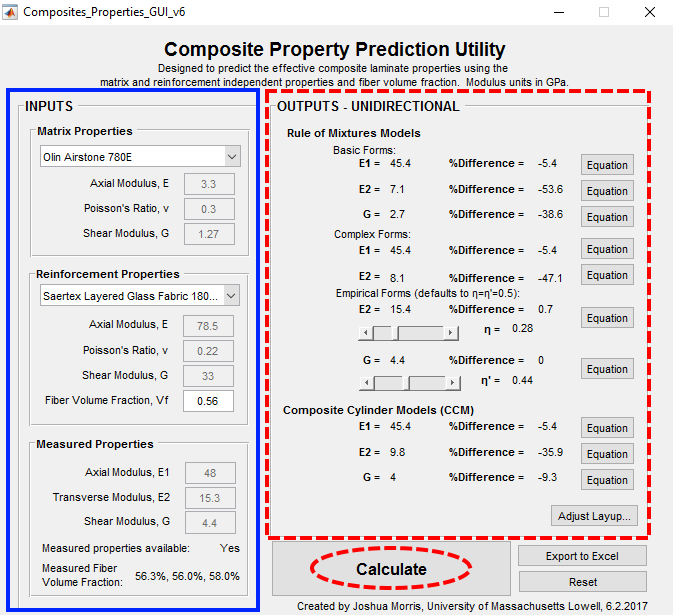 Composites_Properties_GUI_v6
Composite Property Prediction Utility
Designed to predict the effective composite laminate properties using the
matrix and reinforcement independent properties and fiber volume fraction. Modulus units in GPa.
INPUTS
Matrix Properties
Olin Airstone 780E
Axial Modulus, E 3.3
Poisson's Ratio, v 0.3
Shear Modulus, G 1.27
Reinforcement Properties
Saertex Layered Glass Fabric 180...
Axial Modulus, E 78.5
Poisson's Ratio, v 0.22
Shear Modulus, G 33
Fiber Volume Fraction, Vf 0.56
Measured Properties
Axial Modulus, E1 48
Transverse Modulus, E2 15.3
Shear Modulus, G 4.4
Measured properties available: Yes
Measured Fiber
Volume Fraction: 56.3%, 56.0%, 58.0%
OUTPUTS - UNIDIRECTIONAL
Rule of Mixtures Models
Basic Forms:
E1 = 45.4 %Difference = -5.4 Equation
E2 = 7.1 %Difference = -53.6 Equation
G = 2.7 %Difference = -38.6 Equation
Complex Forms:
E1 = 45.4 %Difference = -5.4 Equation
E2 = 8.1 %Difference = -47.1 Equation
Empirical Forms (defaults to η=η'=0.5):
E2 = 15.4 %Difference = 0.7 Equation
η = 0.28
G = 4.4 %Difference = 0 Equation
η' = 0.44
Composite Cylinder Models (CCM)
E1 = 45.4 %Difference = -5.4 Equation
E2 = 9.8 %Difference = -35.9 Equation
G = 4 %Difference = -9.3 Equation
Adjust Layup...
Calculate
Export to Excel
Reset
Created by Joshua Morris, University of Massachusetts Lowell, 6.2.2017